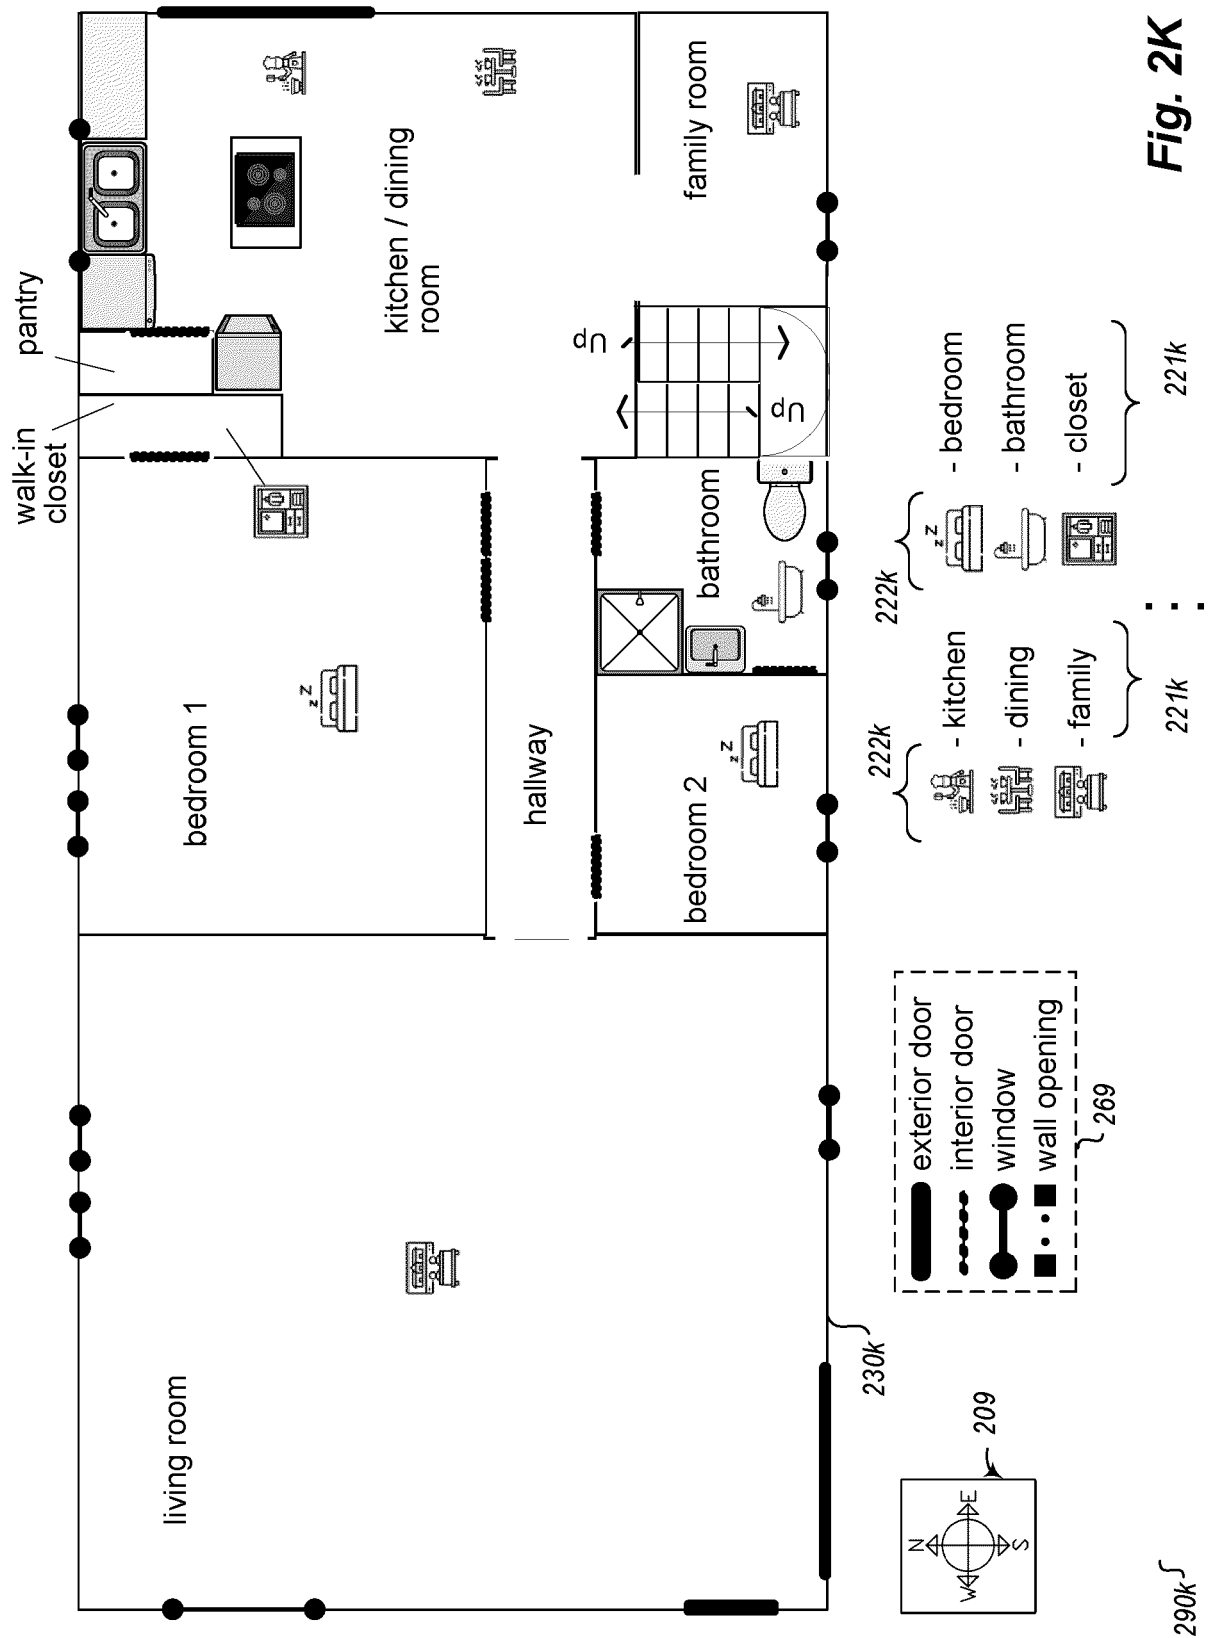 walk-in
closet
pantry
living room
bedroom 1
kitchen / dining
room
z Z
hallway
Up
Up
bedroom 2
bathroom
family room
z Z
230k
N
W
E
S
209
exterior door
interior door
window
wall opening
269
222k
- kitchen
- dining
- family
221k
222k
z Z
- bedroom
- bathroom
- closet
221k
290k
Fig. 2K